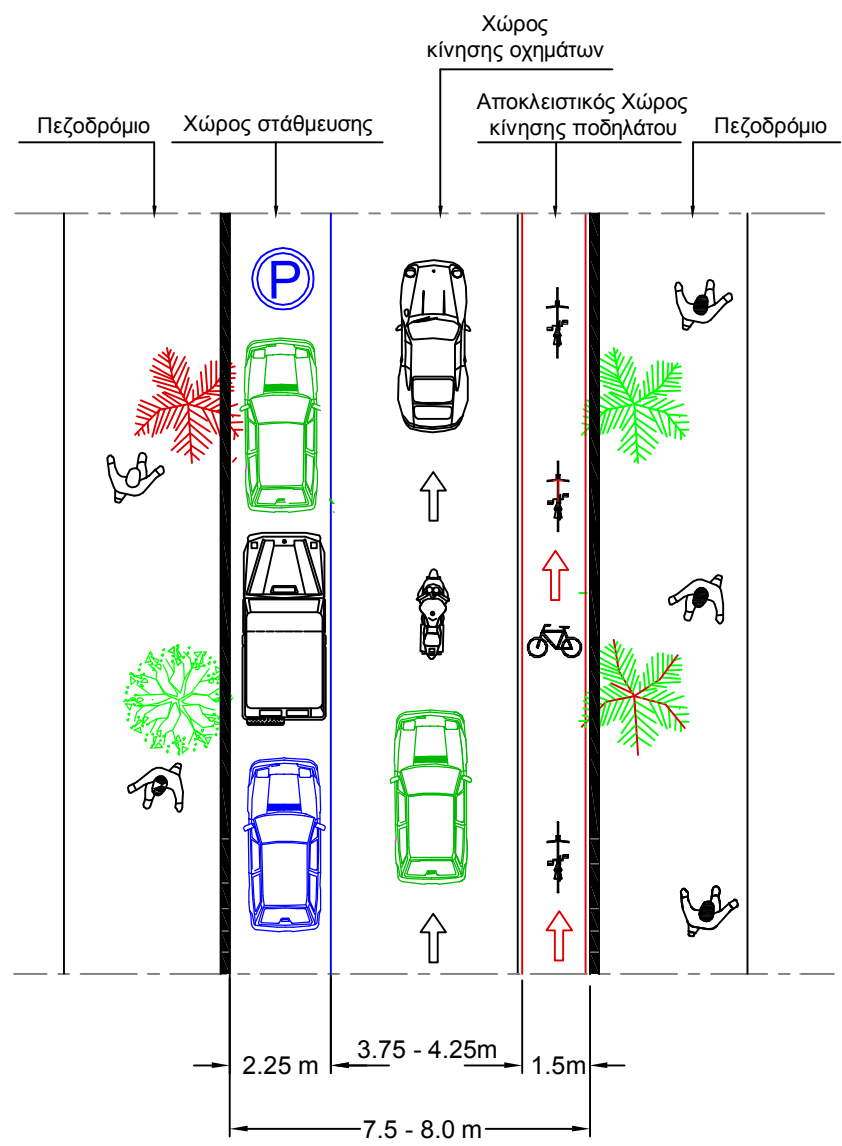 Χώρος
κίνησης οχημάτων
Πεζοδρόμιο
Χώρος στάθμευσης
Αποκλειστικός Χώρος
κίνησης ποδηλάτου
Πεζοδρόμιο
P
2.25 m
3.75 - 4.25m
1.5m
7.5 - 8.0 m